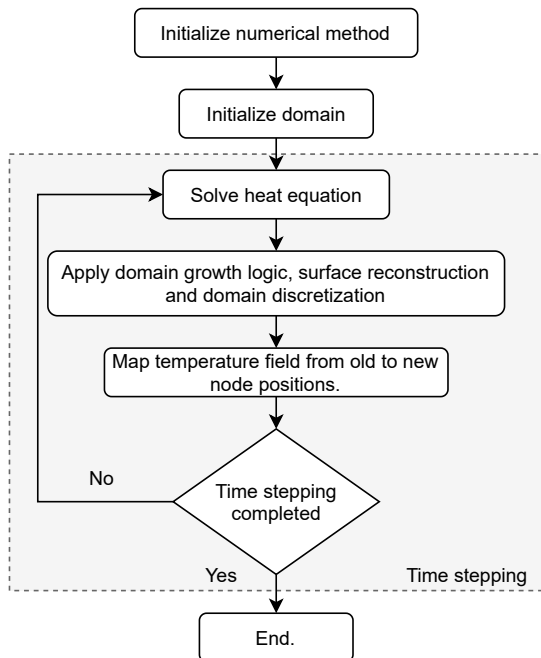 Initialize numerical method
Initialize domain
Solve heat equation
Apply domain growth logic, surface reconstruction
and domain discretization
Map temperature field from old to new
node positions.
No
Time stepping
completed
Yes
Time stepping
End.